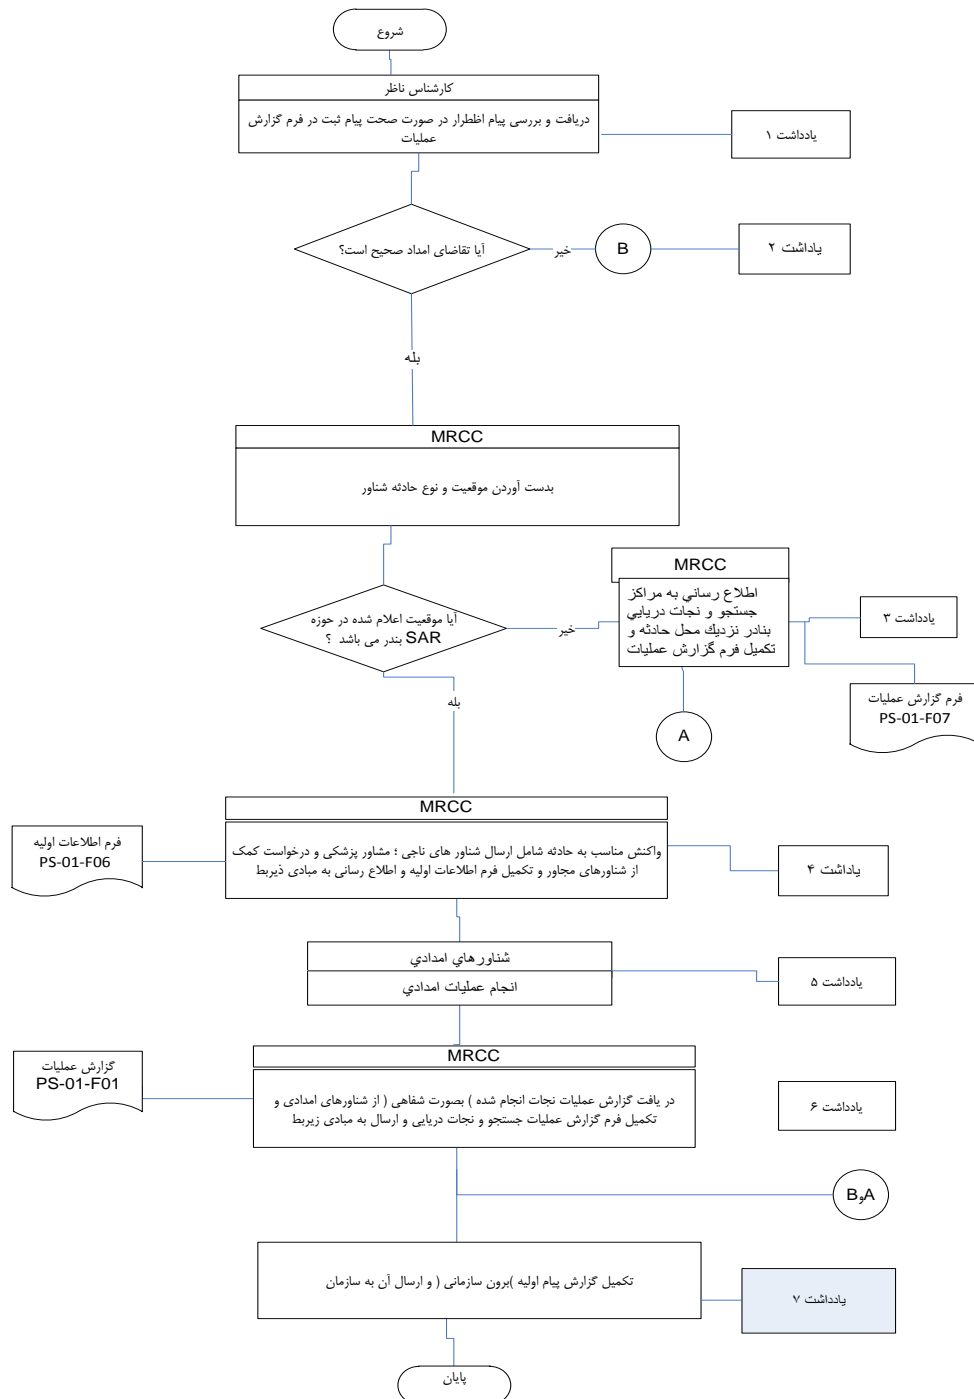 شروع
کارشناس ناظر
دریافت و بررسی پیام اظطرار در صورت صحت پیام ثبت در فرم گزارش
عملیات
یادداشت ۱
آیا تقاضای امداد صحیح است؟
خیر
B
یاداشت ۲
بله
MRCC
بدست آوردن موقعیت و نوع حادثه شناور
آیا موقعیت اعلام شده در حوزه
SAR بندر می باشد ؟
خیر
MRCC
اطلاع رساني به مراكز
جستجو و نجات دريايي
بنادر نزديك محل حادثه و
تكميل فرم گزارش عمليات
یادداشت ۳
فرم گزارش عملیات
PS-01-F07
A
بله
MRCC
واکنش مناسب به حادثه شامل ارسال شناور های ناجی ؛ مشاور پزشکی و درخواست کمک
از شناورهای مجاور و تکمیل فرم اطلاعات اولیه و اطلاع رسانی به مبادی ذیربط
فرم اطلاعات اولیه
PS-01-F06
یاداشت ۴
شناور هاي امدادي
انجام عمليات امدادي
یادداشت ۵
MRCC
در یافت گزارش عملیات نجات انجام شده ) بصورت شفاهی ( از شناورهای امدادی و
تکمیل فرم گزارش عملیات جستجو و نجات دریایی و ارسال به مبادی زیربط
گزارش عملیات
PS-01-F01
یادداشت ۶
AوB
تکمیل گزارش پیام اولیه )برون سازمانی ( و ارسال آن به سازمان
یادداشت ۷
پایان